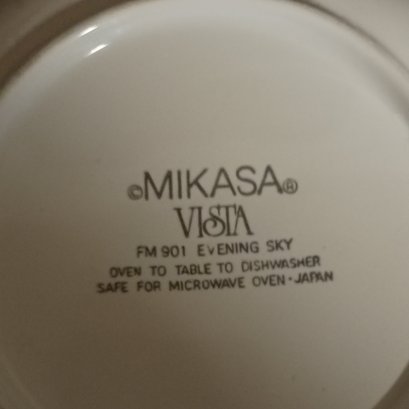 ©MIKASA®
VISTA
FM 901 EVENING SKY
OVEN TO TABLE TO DISHWASHER
SAFE FOR MICROWAVE OVEN · JAPAN